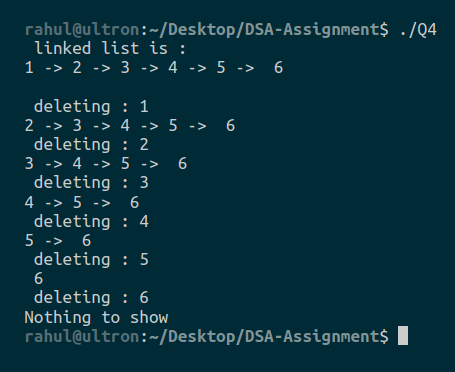 rahul@ultron:~/Desktop/DSA-Assignment$ ./Q4
 linked list is :
1 -> 2 -> 3 -> 4 -> 5 ->  6

 deleting : 1
2 -> 3 -> 4 -> 5 ->  6
 deleting : 2
3 -> 4 -> 5 ->  6
 deleting : 3
4 -> 5 ->  6
 deleting : 4
5 ->  6
 deleting : 5
 6
 deleting : 6
Nothing to show
rahul@ultron:~/Desktop/DSA-Assignment$